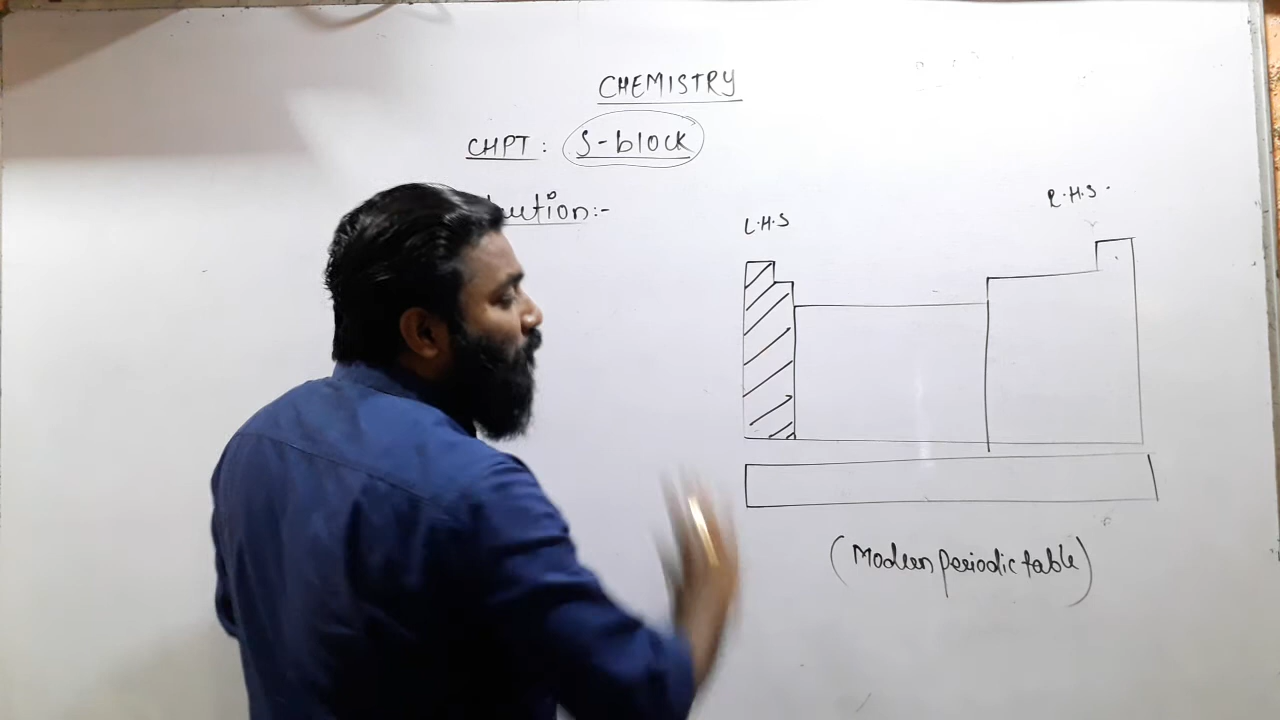 CHEMISTRY
CHPT: S-block
L.H.S
R.H.S.
(Modern periodic table)